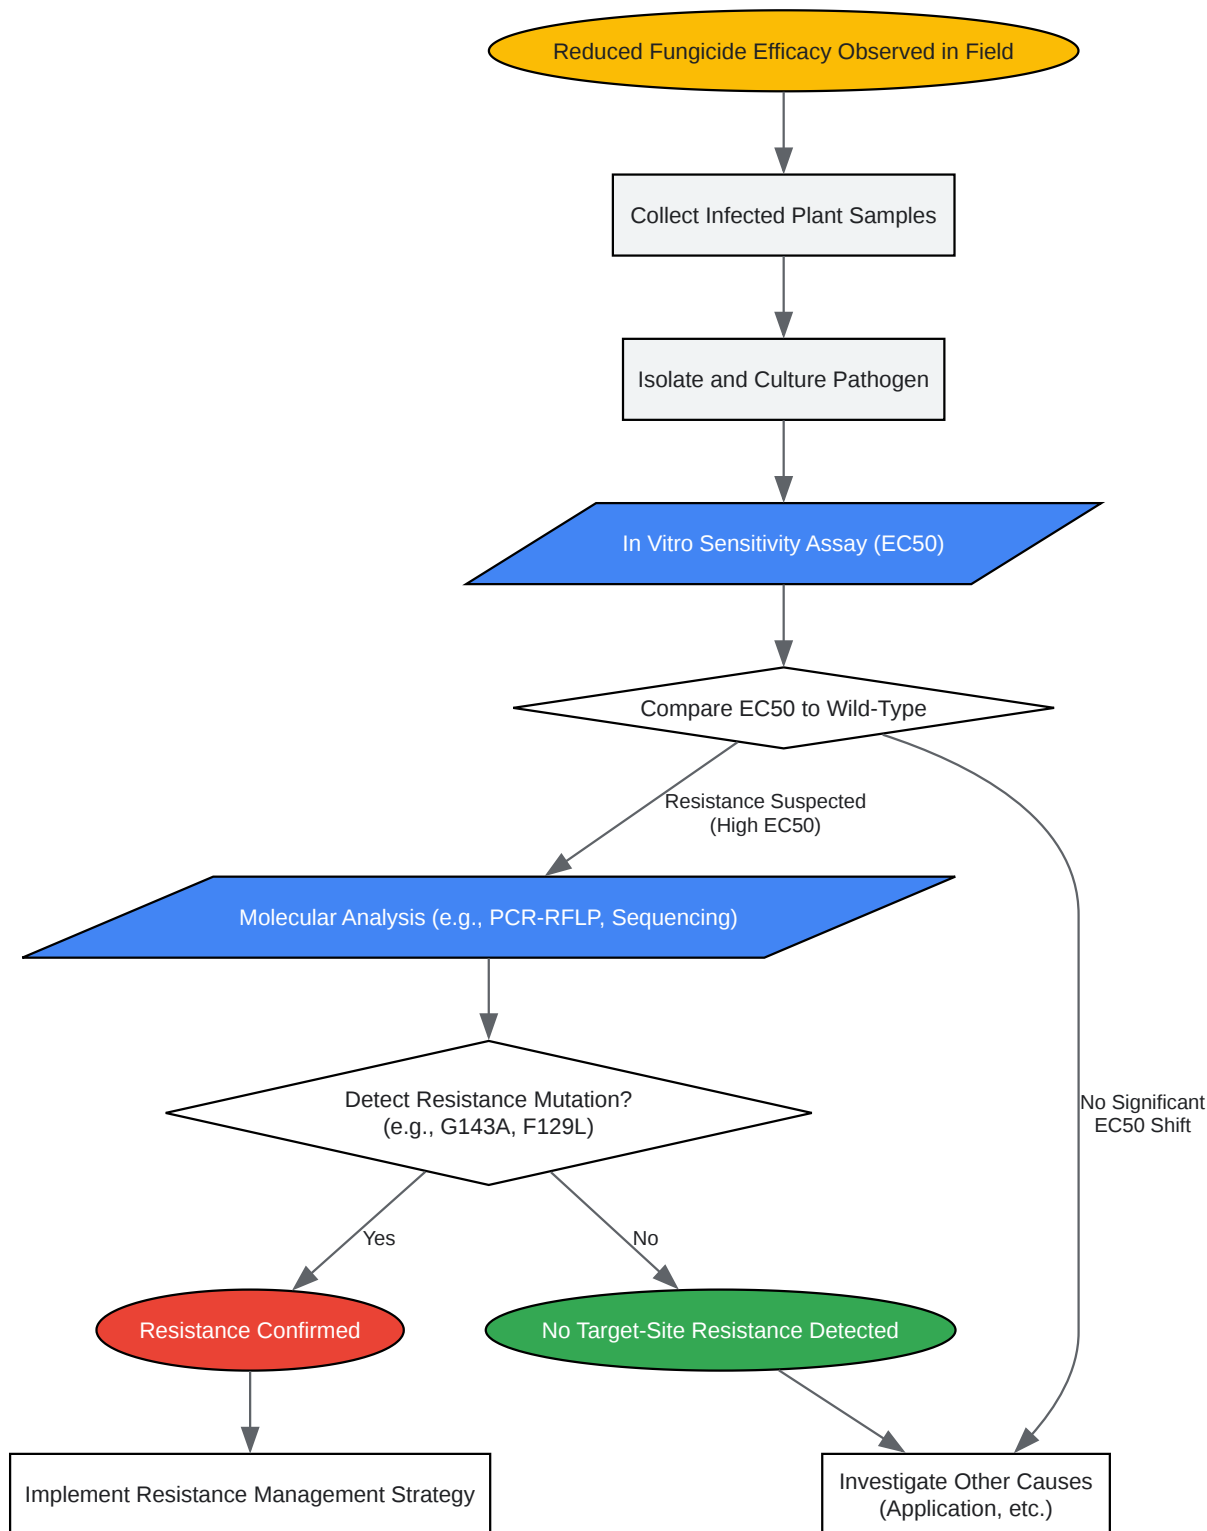 Reduced Fungicide Efficacy Observed in Field
Collect Infected Plant Samples
Isolate and Culture Pathogen
In Vitro Sensitivity Assay (EC50)
Compare EC50 to Wild-Type
Resistance Suspected
(High EC50)
Molecular Analysis (e.g., PCR-RFLP, Sequencing)
Detect Resistance Mutation?
(e.g., G143A, F129L)
No Significant
EC50 Shift
Yes
No
Resistance Confirmed
No Target-Site Resistance Detected
Implement Resistance Management Strategy
Investigate Other Causes
(Application, etc.)